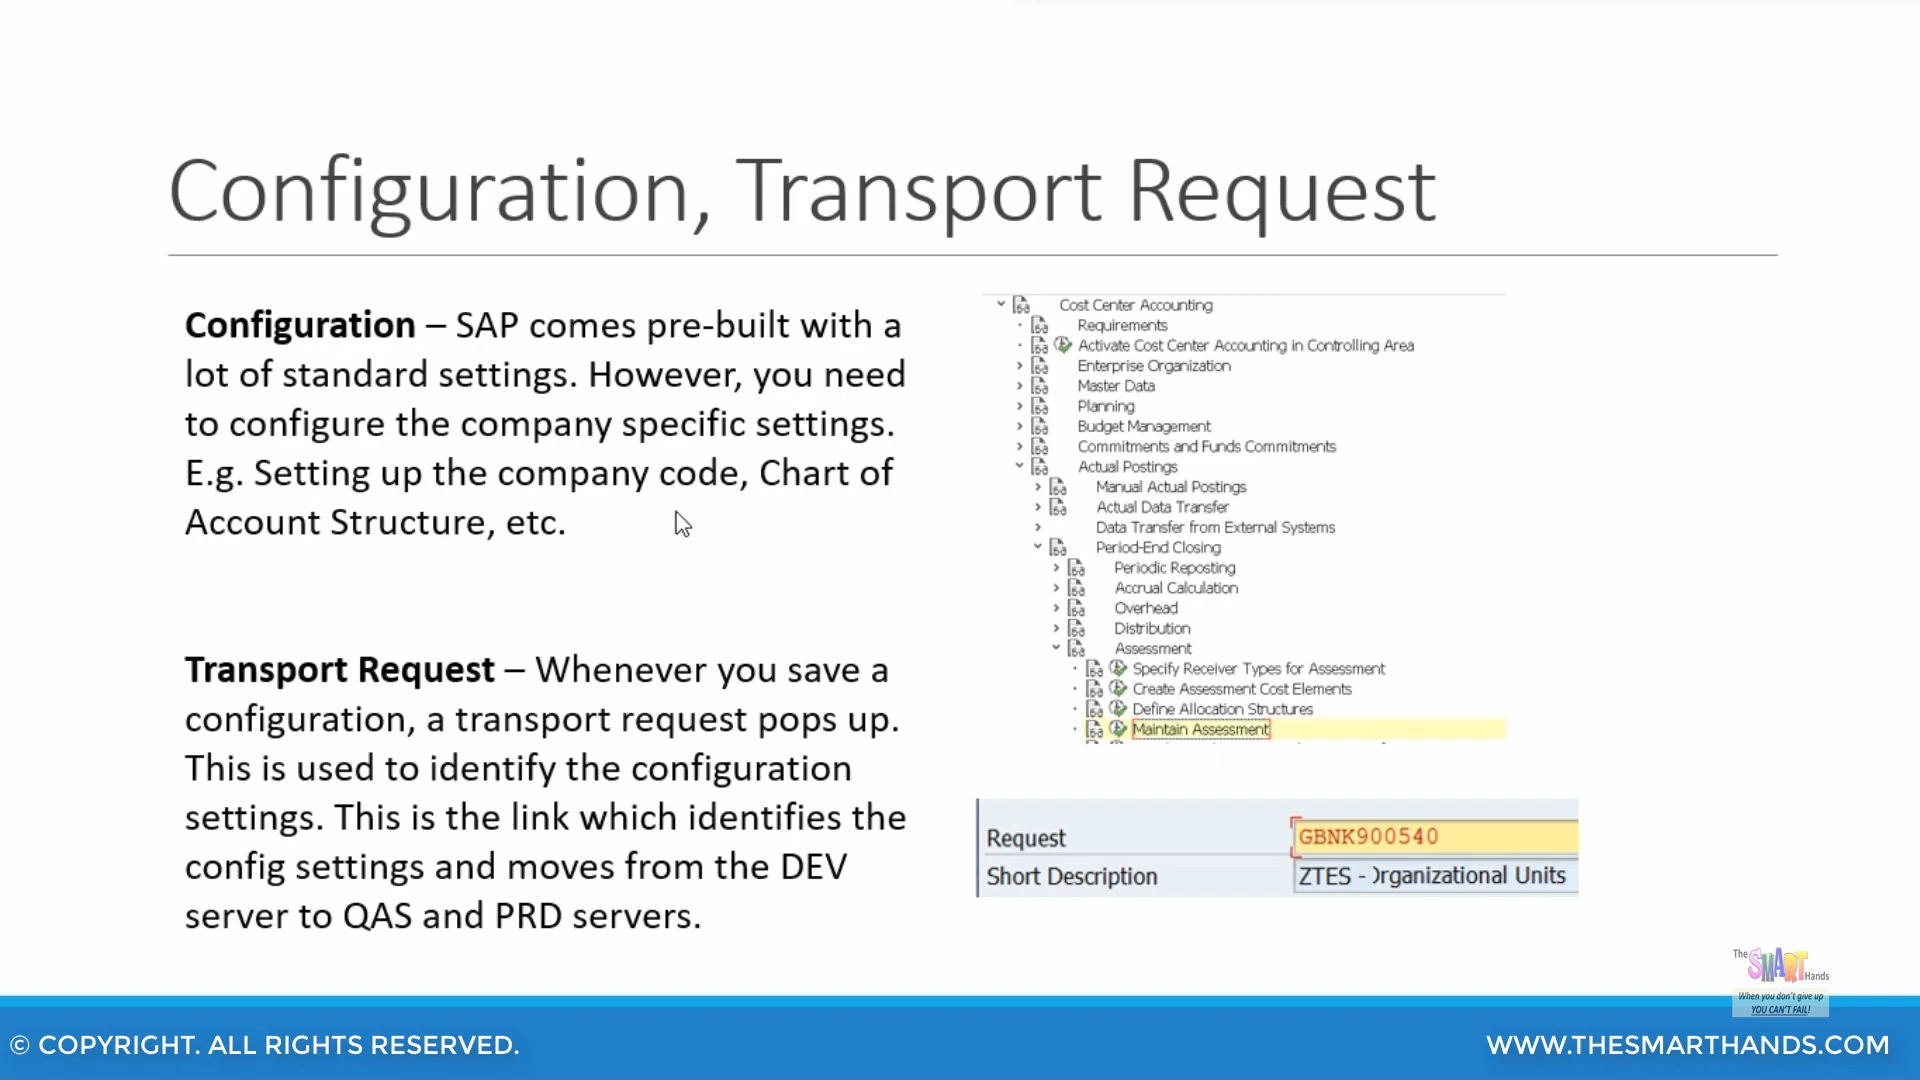 Configuration, Transport Request
Configuration – SAP comes pre-built with a
lot of standard settings. However, you need
to configure the company specific settings.
E.g. Setting up the company code, Chart of
Account Structure, etc.
Transport Request – Whenever you save a
configuration, a transport request pops up.
This is used to identify the configuration
settings. This is the link which identifies the
config settings and moves from the DEV
server to QAS and PRD servers.
Cost Center Accounting
Requirements
Activate Cost Center Accounting in Controlling Area
Enterprise Organization
Master Data
Planning
Budget Management
Commitments and Funds Commitments
Actual Postings
Manual Actual Postings
Actual Data Transfer
Data Transfer from External Systems
Period-End Closing
Periodic Reposting
Accrual Calculation
Overhead
Distribution
Assessment
Specify Receiver Types for Assessment
Create Assessment Cost Elements
Define Allocation Structures
Maintain Assessment
Request GBNK900540
Short Description ZTES - Organizational Units
The SMART Hands
When you don't give up
YOU CAN'T FAIL!
© COPYRIGHT. ALL RIGHTS RESERVED.
WWW.THESMARTHANDS.COM